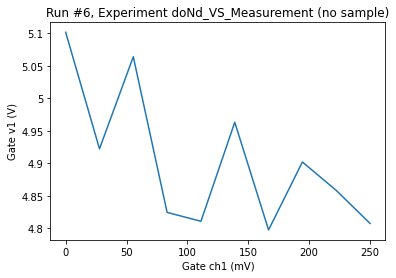 Run #6, Experiment doNd_VS_Measurement (no sample)
Gate v1 (V)
5.1
5.05
5
4.95
4.9
4.85
4.8
0 50 100 150 200 250
Gate ch1 (mV)